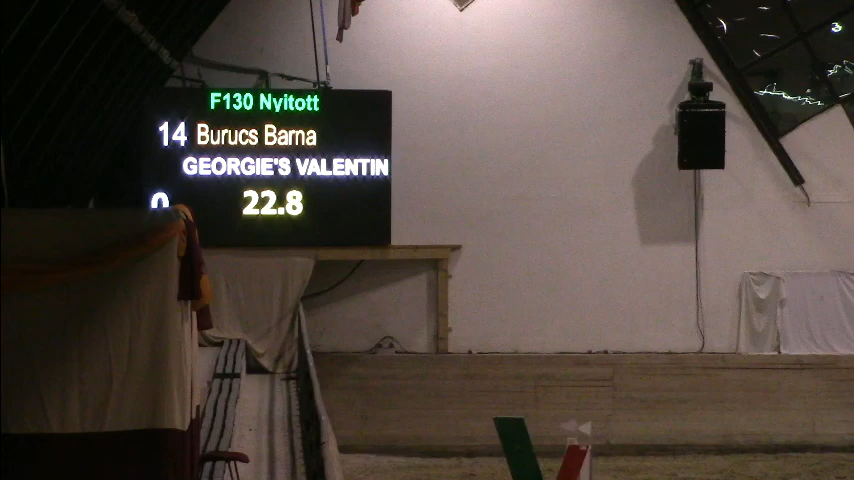 F130 Nyitott
14 Burucs Barna
GEORGIE'S VALENTIN
0 22.8